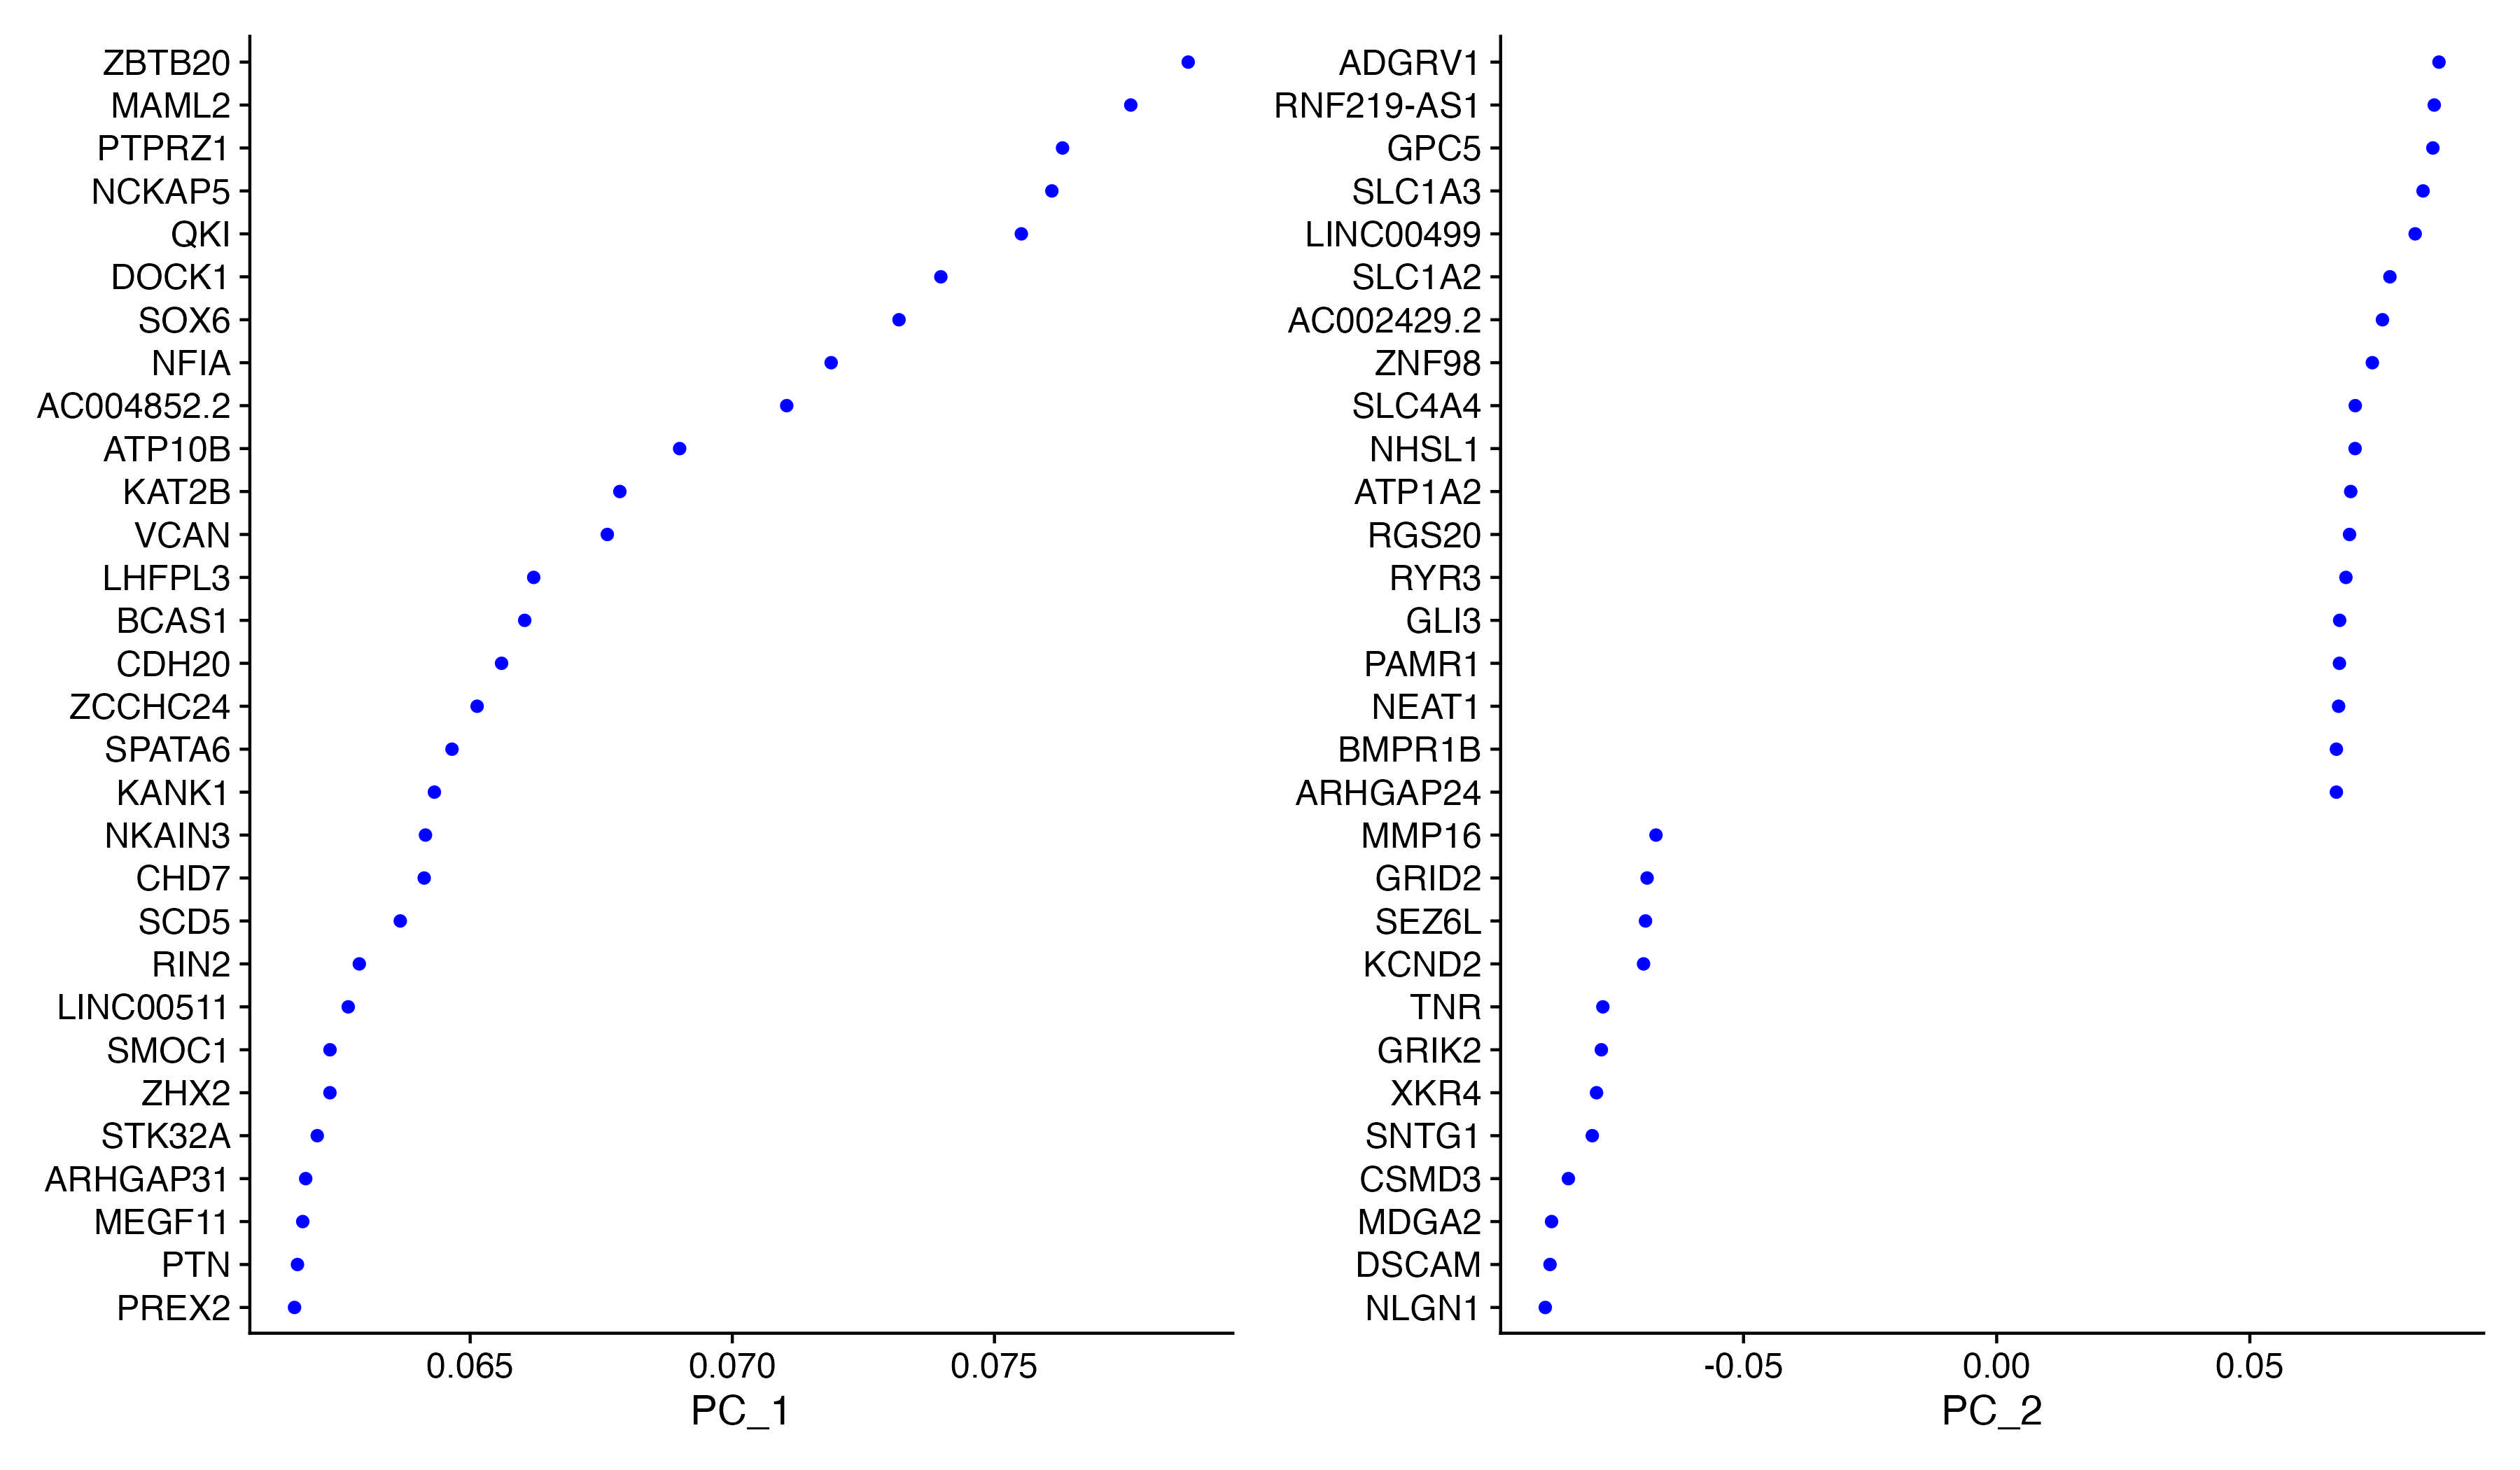 ZBTB20
MAML2
PTPRZ1
NCKAP5
QKI
DOCK1
SOX6
NFIA
AC004852.2
ATP10B
KAT2B
VCAN
LHFPL3
BCAS1
CDH20
ZCCHC24
SPATA6
KANK1
NKAIN3
CHD7
SCD5
RIN2
LINC00511
SMOC1
ZHX2
STK32A
ARHGAP31
MEGF11
PTN
PREX2
0.065 0.070 0.075
PC_1
ADGRV1
RNF219-AS1
GPC5
SLC1A3
LINC00499
SLC1A2
AC002429.2
ZNF98
SLC4A4
NHSL1
ATP1A2
RGS20
RYR3
GLI3
PAMR1
NEAT1
BMPR1B
ARHGAP24
MMP16
GRID2
SEZ6L
KCND2
TNR
GRIK2
XKR4
SNTG1
CSMD3
MDGA2
DSCAM
NLGN1
-0.05 0.00 0.05
PC_2